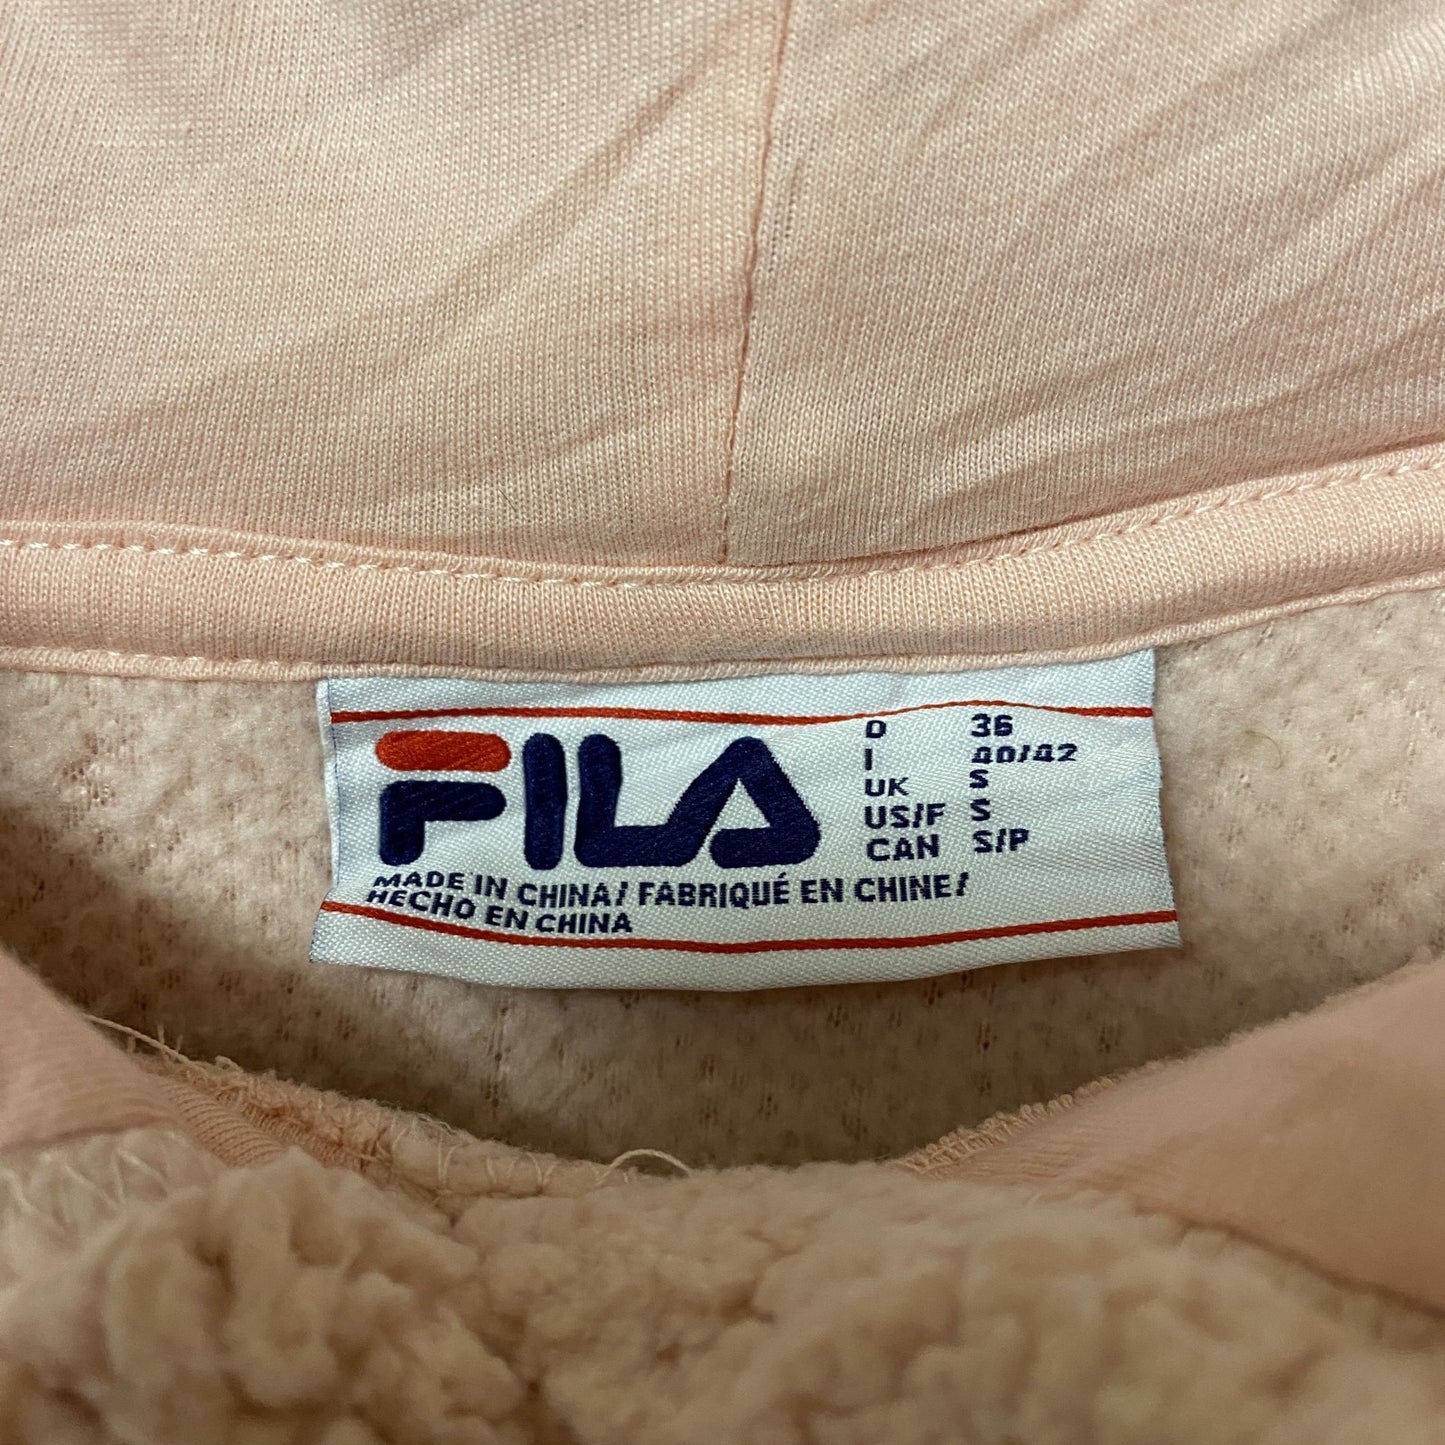 FILA
D 36
I 40/42
UK S
US/F S
CAN S/P
MADE IN CHINA / FABRIQUÉ EN CHINE /
HECHO EN CHINA